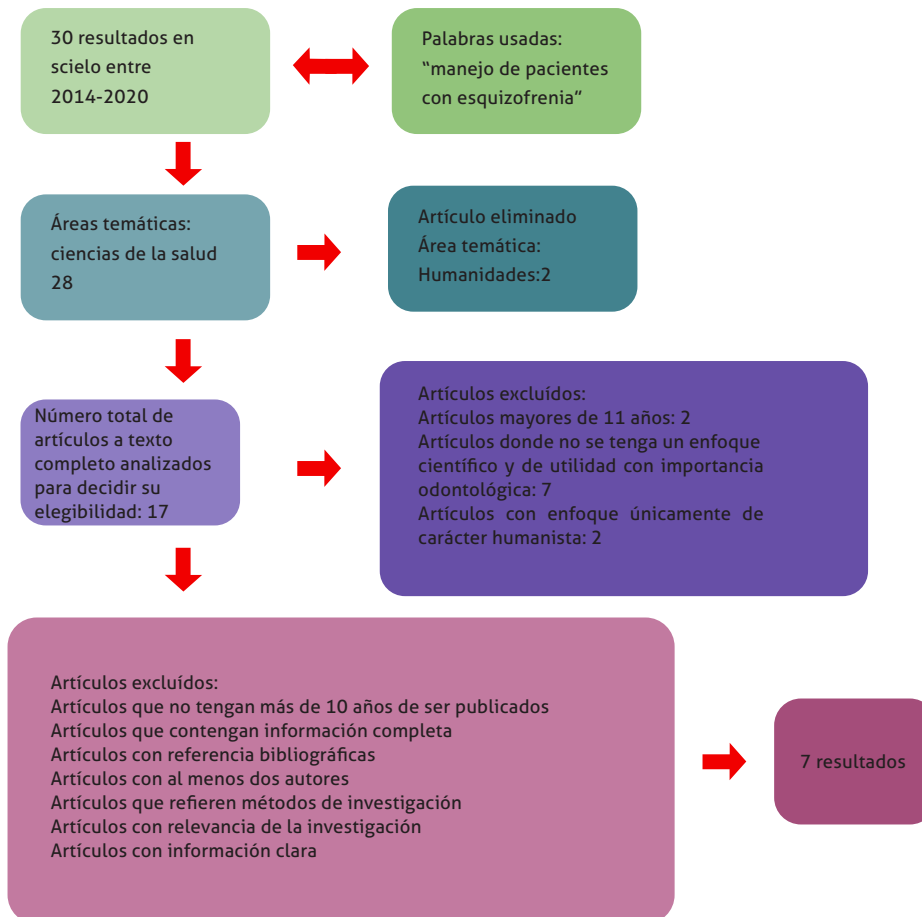 30 resultados en
scielo entre
2014-2020
Palabras usadas:
“manejo de pacientes
con esquizofrenia”
Áreas temáticas:
ciencias de la salud
28
Artículo eliminado
Área temática:
Humanidades:2
Número total de
artículos a texto
completo analizados
para decidir su
elegibilidad: 17
Artículos excluídos:
Artículos mayores de 11 años: 2
Artículos donde no se tenga un enfoque
científico y de utilidad con importancia
odontológica: 7
Artículos con enfoque únicamente de
carácter humanista: 2
Artículos excluídos:
Artículos que no tengan más de 10 años de ser publicados
Artículos que contengan información completa
Artículos con referencia bibliográficas
Artículos con al menos dos autores
Artículos que refieren métodos de investigación
Artículos con relevancia de la investigación
Artículos con información clara
7 resultados